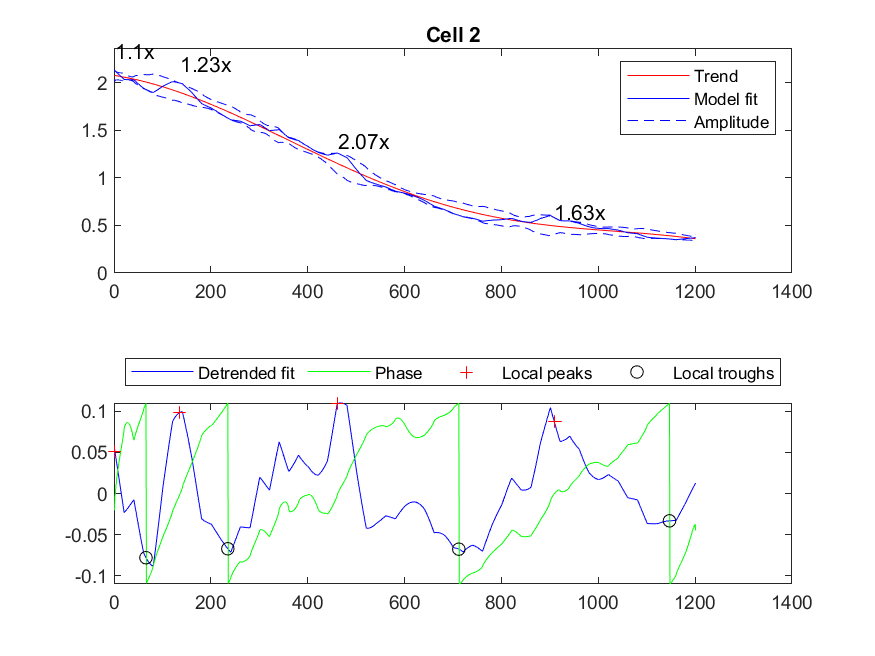 Cell 2
1.1x
1.23x
2.07x
1.63x
Trend
Model fit
Amplitude
2
1.5
1
0.5
0
0 200 400 600 800 1000 1200 1400
Detrended fit Phase Local peaks Local troughs
0.1
0.05
0
-0.05
-0.1
0 200 400 600 800 1000 1200 1400